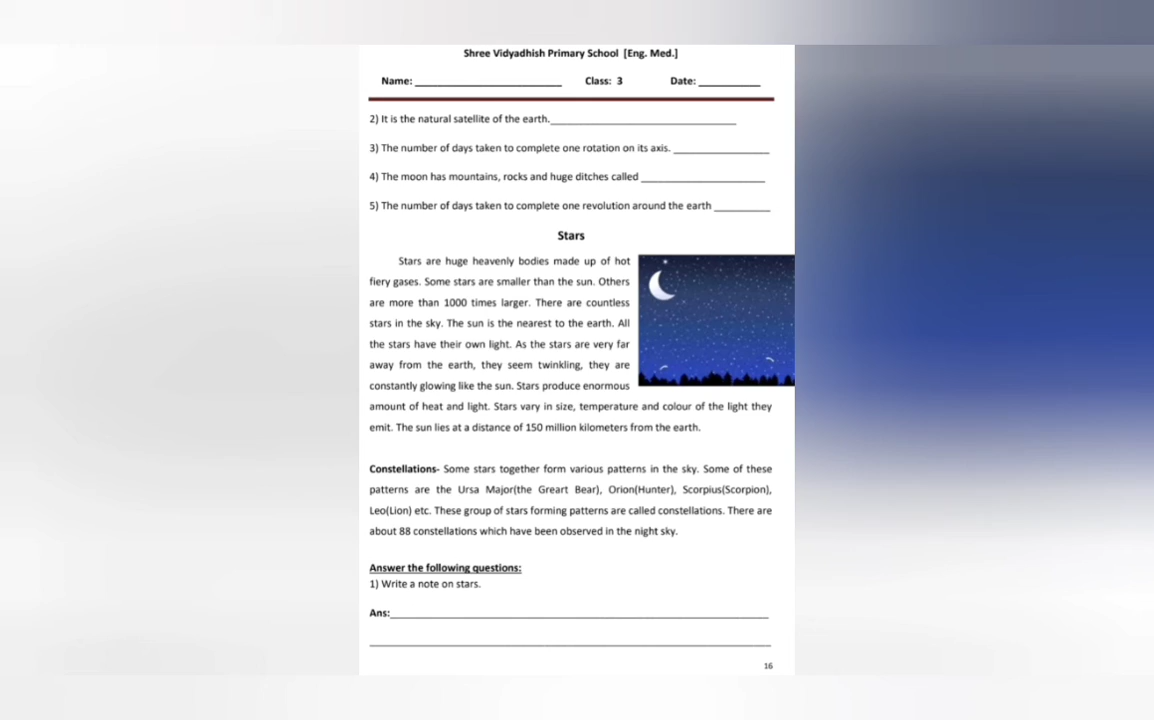 Shree Vidyadhish Primary School [Eng. Med.]
Name: __________________________ Class: 3 Date: ___________
2) It is the natural satellite of the earth.________________________________
3) The number of days taken to complete one rotation on its axis. _________________
4) The moon has mountains, rocks and huge ditches called ______________________
5) The number of days taken to complete one revolution around the earth __________
Stars
Stars are huge heavenly bodies made up of hot
fiery gases. Some stars are smaller than the sun. Others
are more than 1000 times larger. There are countless
stars in the sky. The sun is the nearest to the earth. All
the stars have their own light. As the stars are very far
away from the earth, they seem twinkling, they are
constantly glowing like the sun. Stars produce enormous
amount of heat and light. Stars vary in size, temperature and colour of the light they
emit. The sun lies at a distance of 150 million kilometers from the earth.
Constellations- Some stars together form various patterns in the sky. Some of these
patterns are the Ursa Major(the Greart Bear), Orion(Hunter), Scorpius(Scorpion),
Leo(Lion) etc. These group of stars forming patterns are called constellations. There are
about 88 constellations which have been observed in the night sky.
Answer the following questions:
1) Write a note on stars.
Ans:__________________________________________________________________
______________________________________________________________________
16